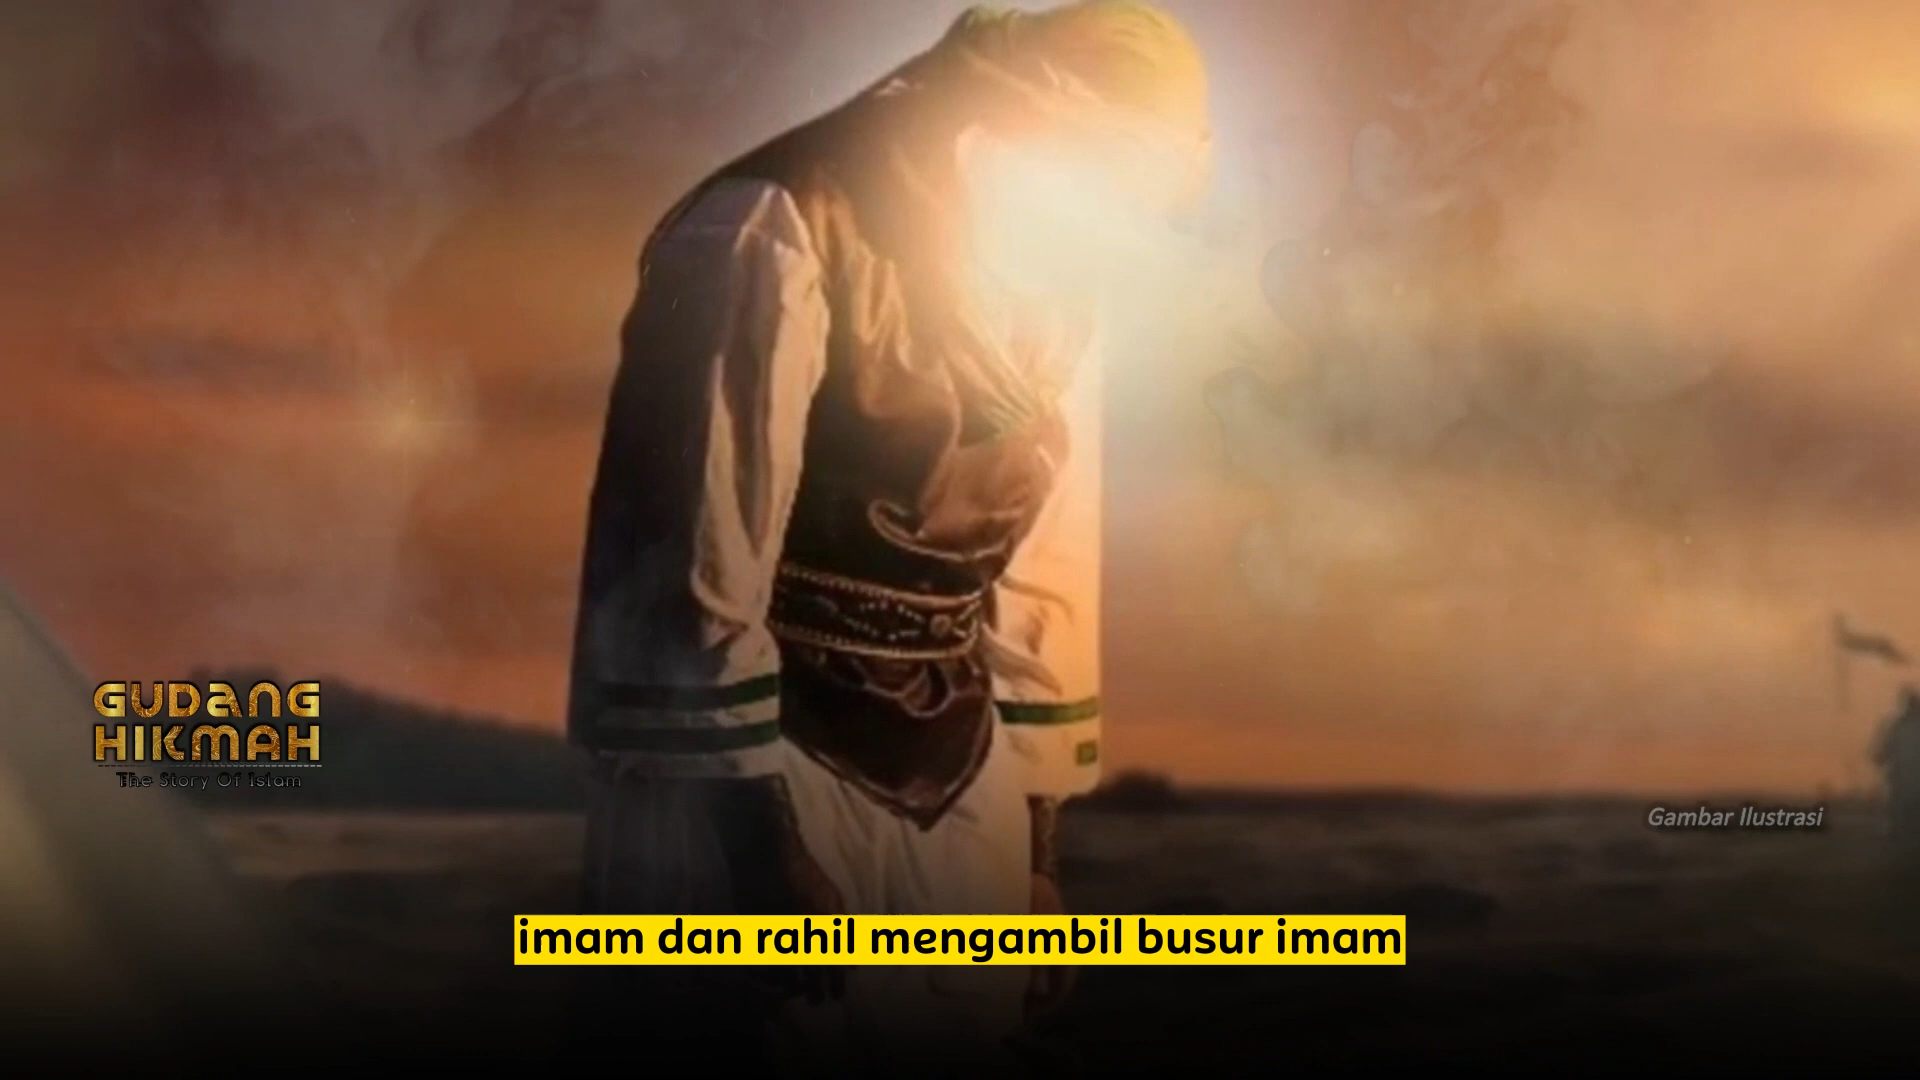 GUDANG
HIKMAH
The Story Of Islam
Gambar Ilustrasi
imam dan rahil mengambil busur imam